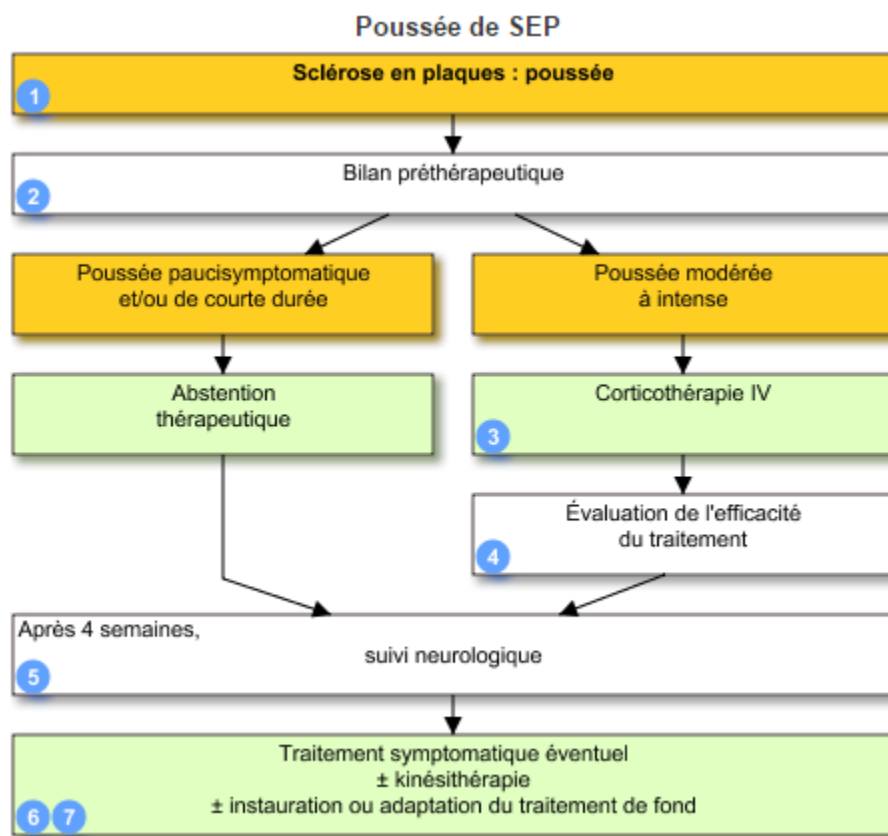 Poussée de SEP
Sclérose en plaques : poussée
1
Bilan préthérapeutique
2
Poussée paucisymptomatique
et/ou de courte durée
Poussée modérée
à intense
Abstention
thérapeutique
Corticothérapie IV
3
Évaluation de l'efficacité
du traitement
4
Après 4 semaines,
suivi neurologique
5
Traitement symptomatique éventuel
± kinésithérapie
± instauration ou adaptation du traitement de fond
6 7